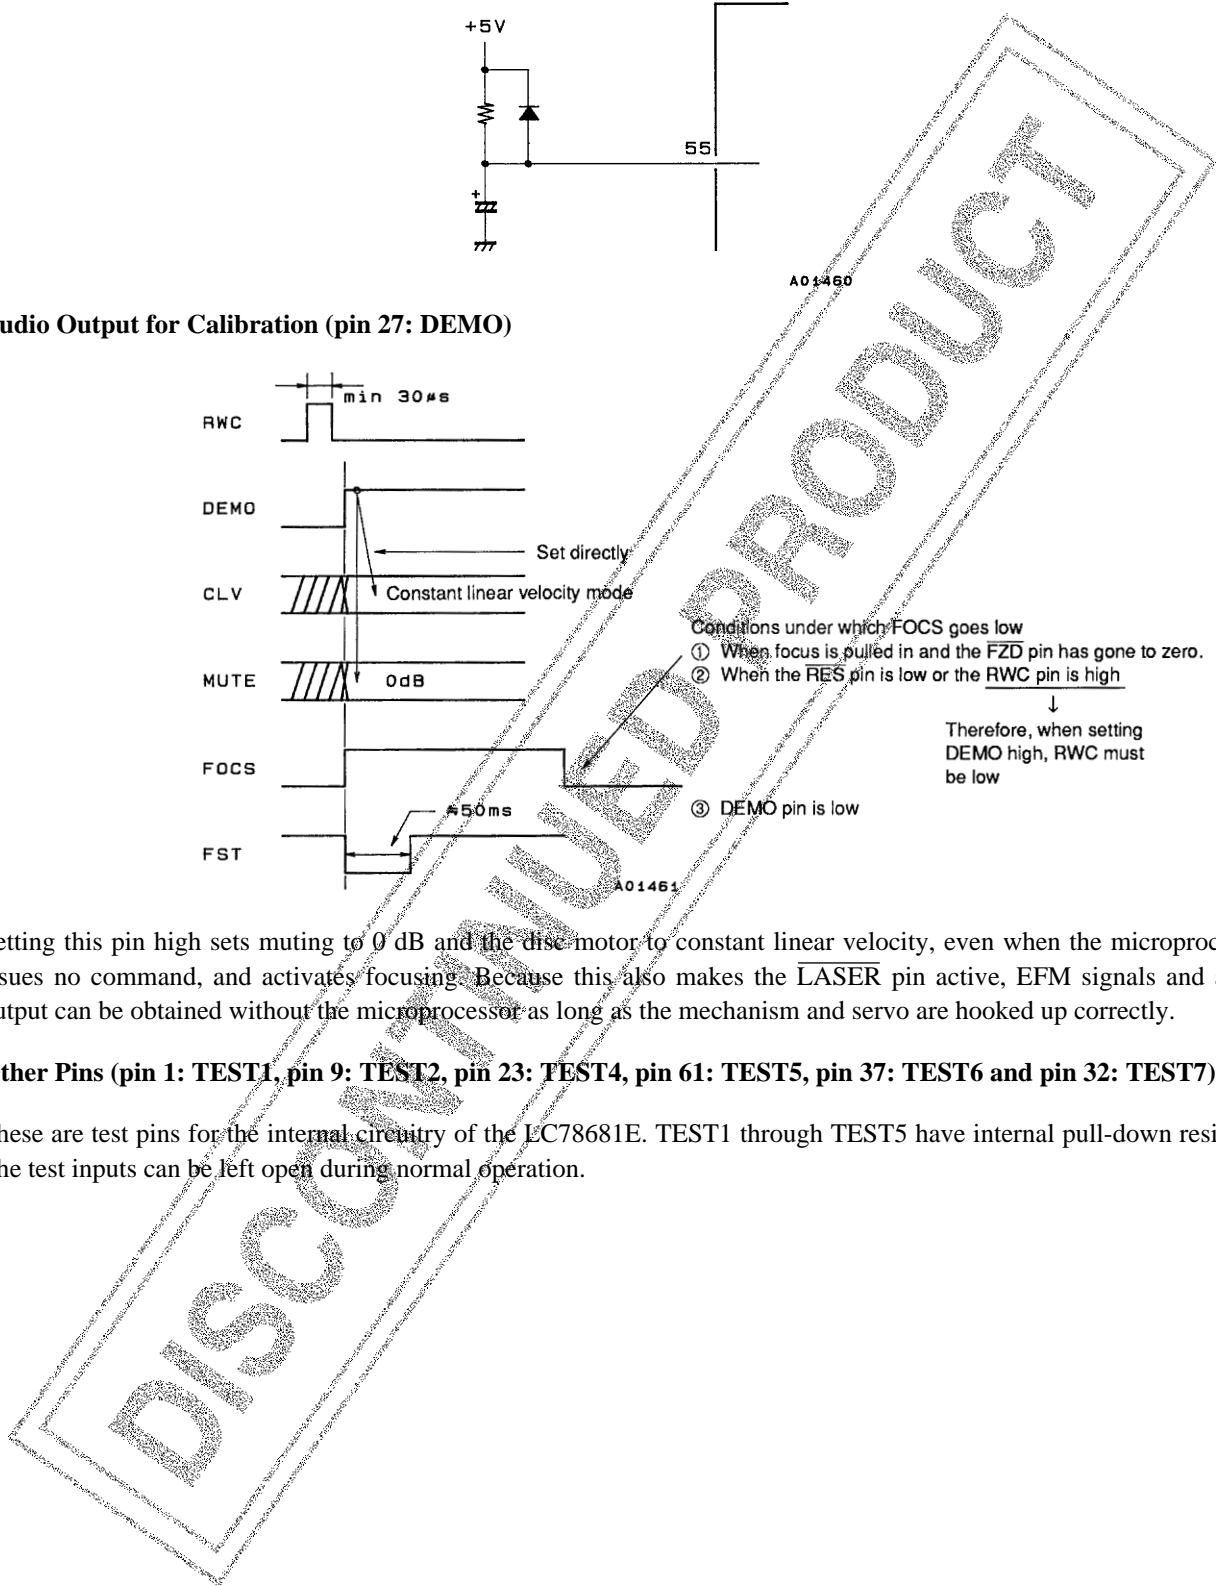 +5V
55
A01460
udio Output for Calibration (pin 27: DEMO)
min 30μs
RWC
DEMO
Set directly
CLV
Constant linear velocity mode
Conditions under which FOCS goes low
① When focus is pulled in and the F̅Z̅D̅ pin has gone to zero.
MUTE
0dB
② When the R̅E̅S̅ pin is low or the RWC pin is high
↓
Therefore, when setting
DEMO high, RWC must
be low
FOCS
≒50ms
③ DEMO pin is low
FST
A01461
etting this pin high sets muting to 0 dB and the disc motor to constant linear velocity, even when the microproc
sues no command, and activates focusing. Because this also makes the L̅A̅S̅E̅R̅ pin active, EFM signals and
utput can be obtained without the microprocessor as long as the mechanism and servo are hooked up correctly.
ther Pins (pin 1: TEST1, pin 9: TEST2, pin 23: TEST4, pin 61: TEST5, pin 37: TEST6 and pin 32: TEST7)
hese are test pins for the internal circuitry of the LC78681E. TEST1 through TEST5 have internal pull-down resi
he test inputs can be left open during normal operation.
DISCONTINUED PRODUCT